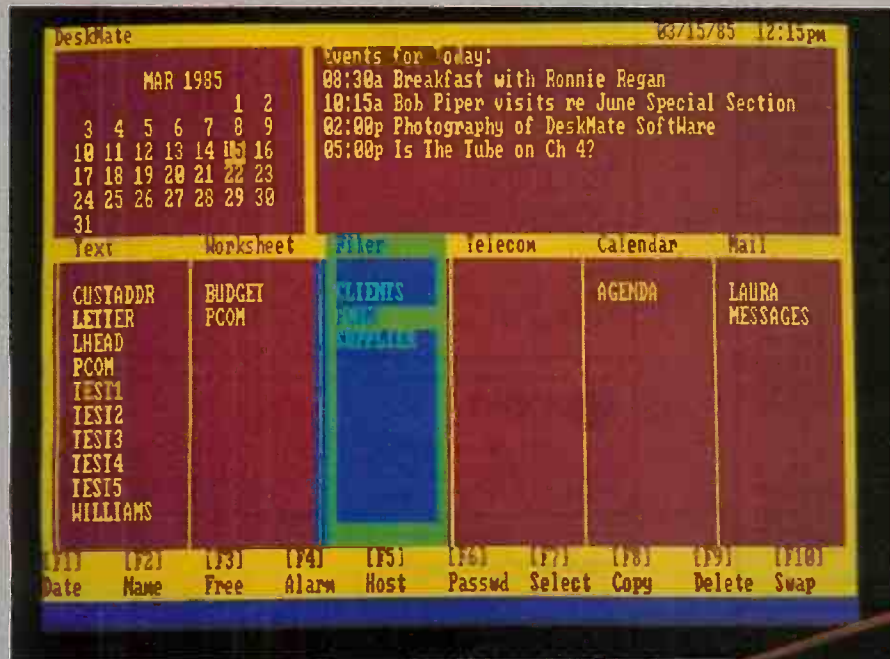 DeskMate 03/15/85 12:15pm
MAR 1985
1 2
3 4 5 6 7 8 9
10 11 12 13 14 15 16
17 18 19 20 21 22 23
24 25 26 27 28 29 30
31
Events for Today:
08:30a Breakfast with Ronnie Regan
10:15a Bob Piper visits re June Special Section
02:00p Photography of DeskMate SoftWare
05:00p Is The Tube on Ch 4?
Text Worksheet Filer Telecom Calendar Mail
CUSTADDR BUDGET CLIENTS AGENDA LAURA
LETTER PCOM MESSAGES
LHEAD
PCOM
TEST1
TEST2
TEST3
TEST4
TEST5
WILLIAMS
[F1] [F2] [F3] [F4] [F5] [F6] [F7] [F8] [F9] [F10]
Date Name Free Alarm Host Passwd Select Copy Delete Swap